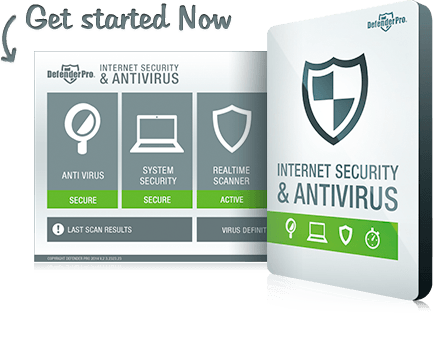 Get started Now
DefenderPro.
INTERNET SECURITY
& ANTIVIRUS
ANTI VIRUS
SECURE
SYSTEM
SECURITY
SECURE
REALTIME
SCANNER
ACTIVE
LAST SCAN RESULTS
VIRUS DEFINIT
DefenderPro.
INTERNET SECURITY
& ANTIVIRUS